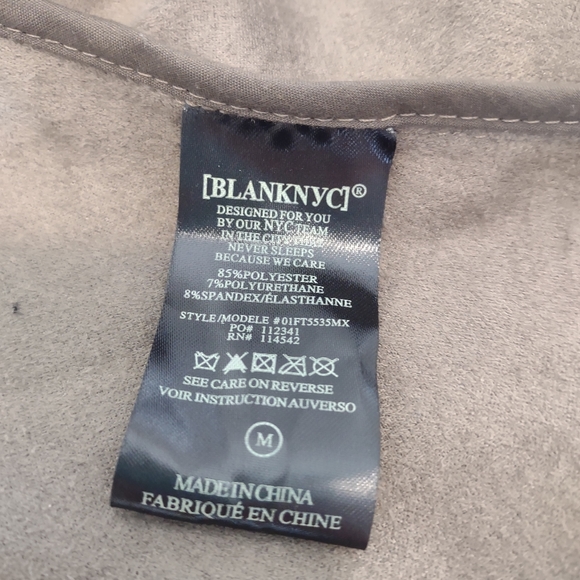 [BLANKNYC]®
DESIGNED FOR YOU
BY OUR NYC TEAM
IN THE CITY THAT
NEVER SLEEPS
BECAUSE WE CARE
85%POLYESTER
7%POLYURETHANE
8%SPANDEX/ÉLASTHANNE
STYLE/MODELE #01FT5535MX
PO# 112341
RN# 114542
SEE CARE ON REVERSE
VOIR INSTRUCTION AUVERSO
M
MADE IN CHINA
FABRIQUÉ EN CHINE